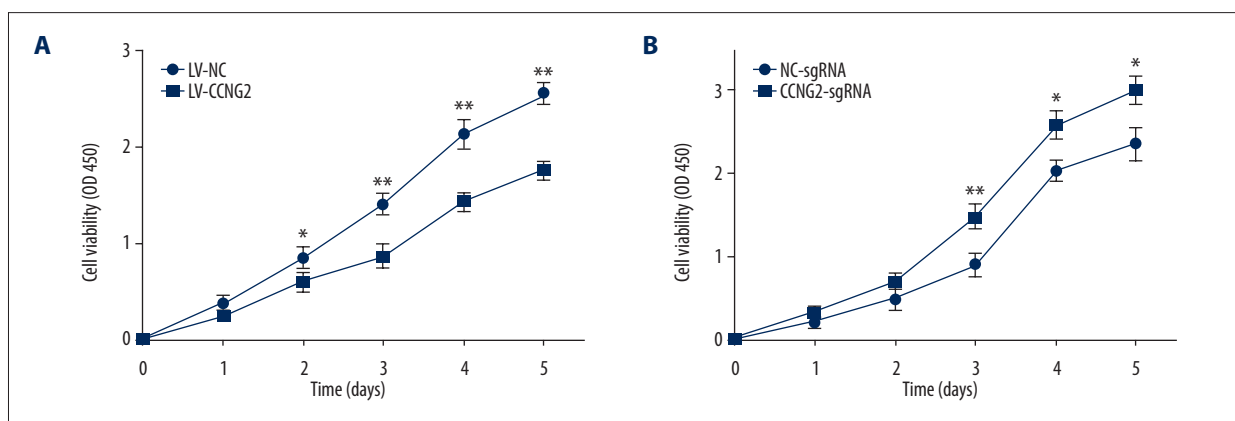 A
3
2
1
0
Cell viability (OD 450)
LV-NC
LV-CCNG2
*
**
**
**
0 1 2 3 4 5
Time (days)
B
3
2
1
0
Cell viability (OD 450)
NC-sgRNA
CCNG2-sgRNA
**
*
*
0 1 2 3 4 5
Time (days)